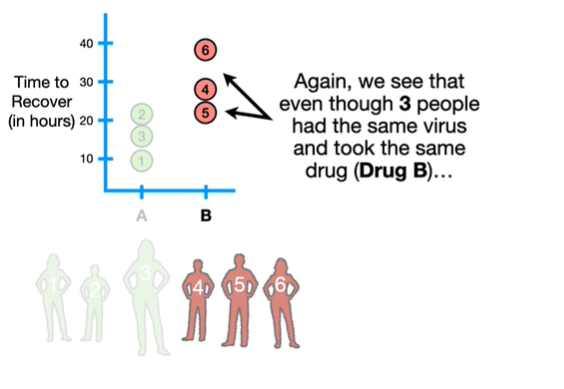 40
30
20
10
Time to
Recover
(in hours)
6
4
5
2
3
1
A
B
Again, we see that
even though 3 people
had the same virus
and took the same
drug (Drug B)...
1
2
3
4
5
6